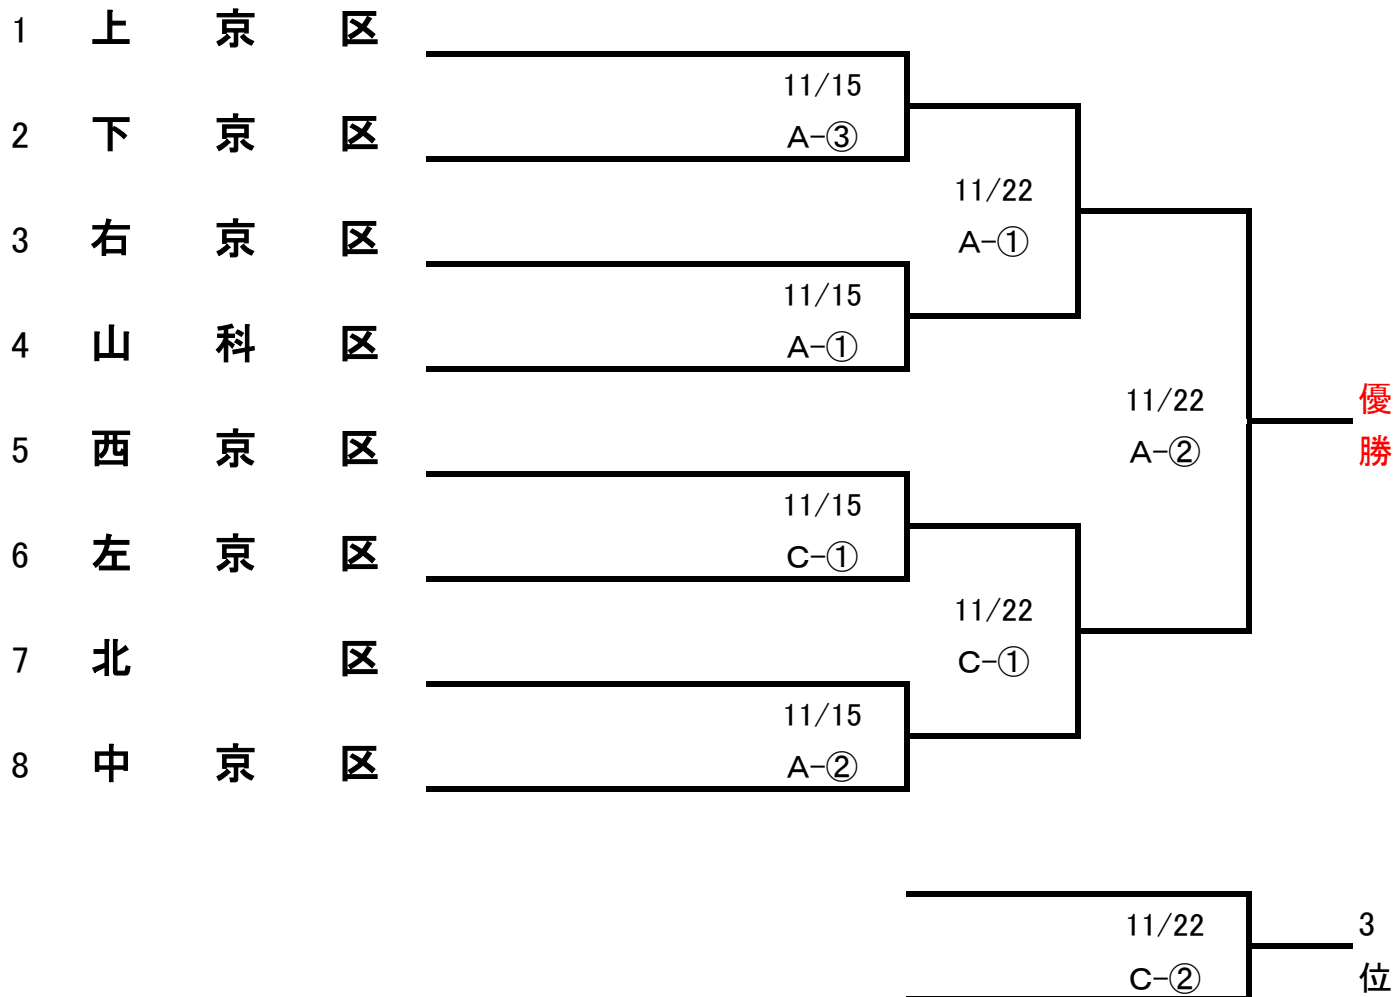 1 上 京 区
11/15
2 下 京 区
A-③
11/22
3 右 京 区
A-①
11/15
4 山 科 区
A-①
11/22
優
5 西 京 区
A-②
勝
11/15
6 左 京 区
C-①
11/22
7 北 区
C-①
11/15
8 中 京 区
A-②
11/22
3
C-②
位